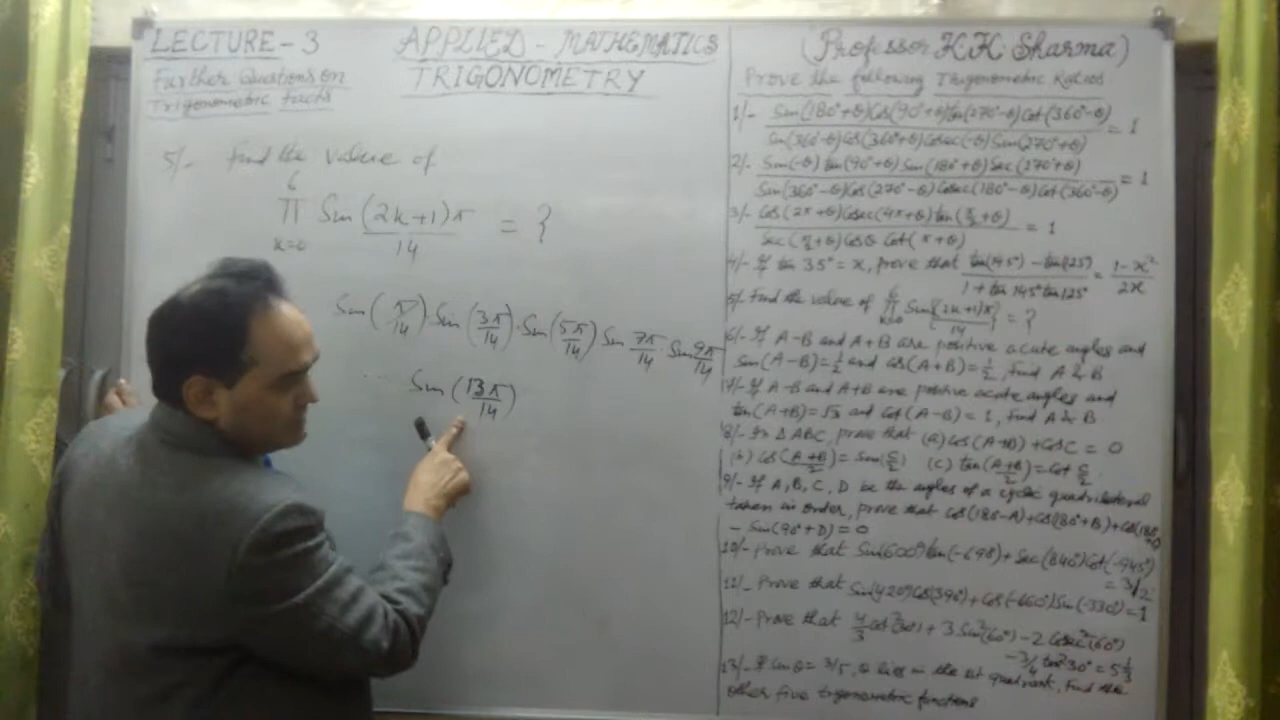 LECTURE-3
APPLIED - MATHEMATICS
TRIGONOMETRY
Further Questions on
Trigonometric facts
5/- Find the value of
6
Π Sin (2k+1)π = ?
k=0 14
Sin(π/14) . Sin(3π/14) . Sin(5π/14) Sin 7π/14 . Sin 9π/14
.... Sin(13π/14)
(Professor K.K. Sharma)
Prove the following Trigonometric Ratios
1/- Sin(180°+θ)Cos(90°+θ)tan(270°-θ)Cot(360°-θ) = 1
Sin(360°-θ)Cos(360°+θ)Cosec(-θ)Sin(270°+θ)
2/- Sin(-θ) tan(90°+θ) Sin(180°+θ) Sec(270°+θ) = 1
Sin(360°-θ)Cos(270°-θ)Cosec(180°-θ)Cot(360°-θ)
3/- Cos(2π+θ)Cosec(4π+θ)tan(π/2+θ) = 1
Sec(π/2+θ)Cosθ Cot(π+θ)
4/- If tan 35°=x, prove that tan(145°)-tan(125°) = 1-x²
1+tan145°tan125° 2x
5/- Find the value of 6 Π k=0 Sin{(2k+1)π/14} = ?
6/- If A-B and A+B are positive acute angles and
Sin(A-B)=1/2 and Cos(A+B)=1/2, find A & B
7/- If A-B and A+B are positive acute angles and
tan(A+B)=√3 and Cot(A-B)=1, find A & B
8/- In ΔABC, prove that (a) Cos(A+B)+CosC = 0
(b) Cos(A+B/2)=Sin(C/2) (c) tan(A+B/2)=Cot C/2
9/- If A, B, C, D be the angles of a cyclic quadrilateral
taken in order, prove that Cos(180-A)+Cos(180°+B)+Cos(180+C)
- Sin(90°+D)=0
10/- Prove that Sin(600°)tan(-690°)+Sec(840°)Cot(-945°)
= 3/2
11/- Prove that Sin(420°)Cos(390°)+Cos(-660°)Sin(-330°)=1
12/- Prove that 4/3 Cot²(30°)+3 Sin²(60°)-2 Cosec²(60°)
-3/4 tan²30°=5 1/3
13/- If Sinθ=3/5, θ lies in the 1st quadrant, find the
other five trigonometric functions